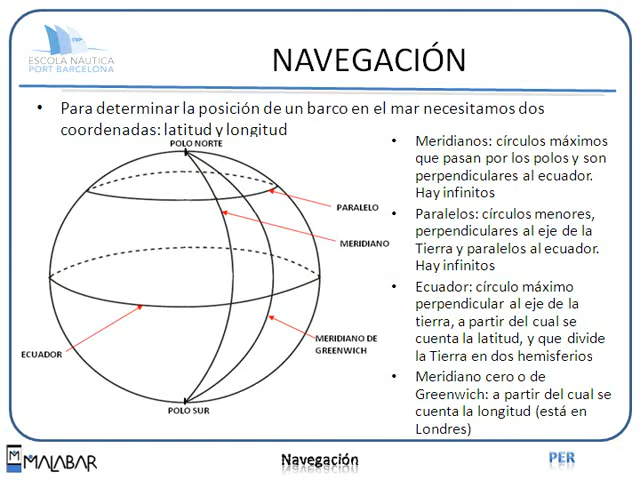 ESCOLA NÀUTICA
PORT BARCELONA
NAVEGACIÓN
• Para determinar la posición de un barco en el mar necesitamos dos
coordenadas: latitud y longitud
POLO NORTE
PARALELO
MERIDIANO
MERIDIANO DE
GREENWICH
ECUADOR
POLO SUR
• Meridianos: círculos máximos
que pasan por los polos y son
perpendiculares al ecuador.
Hay infinitos
• Paralelos: círculos menores,
perpendiculares al eje de la
Tierra y paralelos al ecuador.
Hay infinitos
• Ecuador: círculo máximo
perpendicular al eje de la
tierra, a partir del cual se
cuenta la latitud, y que divide
la Tierra en dos hemisferios
• Meridiano cero o de
Greenwich: a partir del cual se
cuenta la longitud (está en
Londres)
MALABAR
Navegación
PER